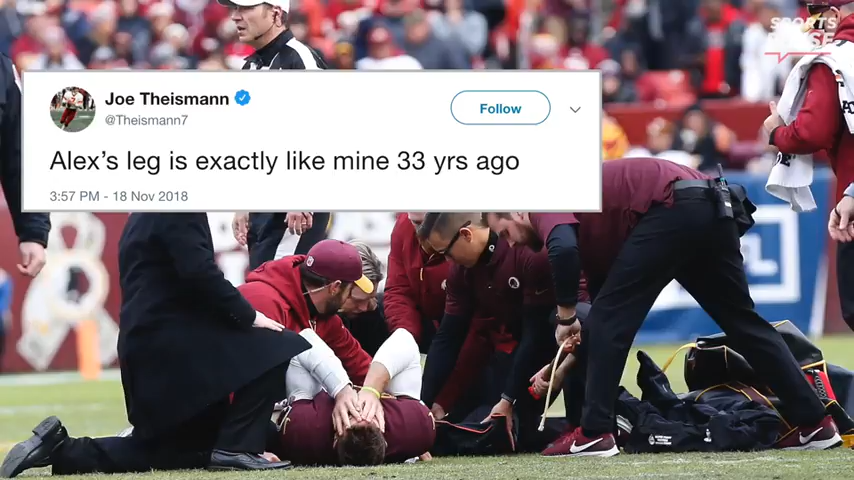 SPORTS
PULSE
Joe Theismann
@Theismann7
Follow
Alex’s leg is exactly like mine 33 yrs ago
3:57 PM - 18 Nov 2018